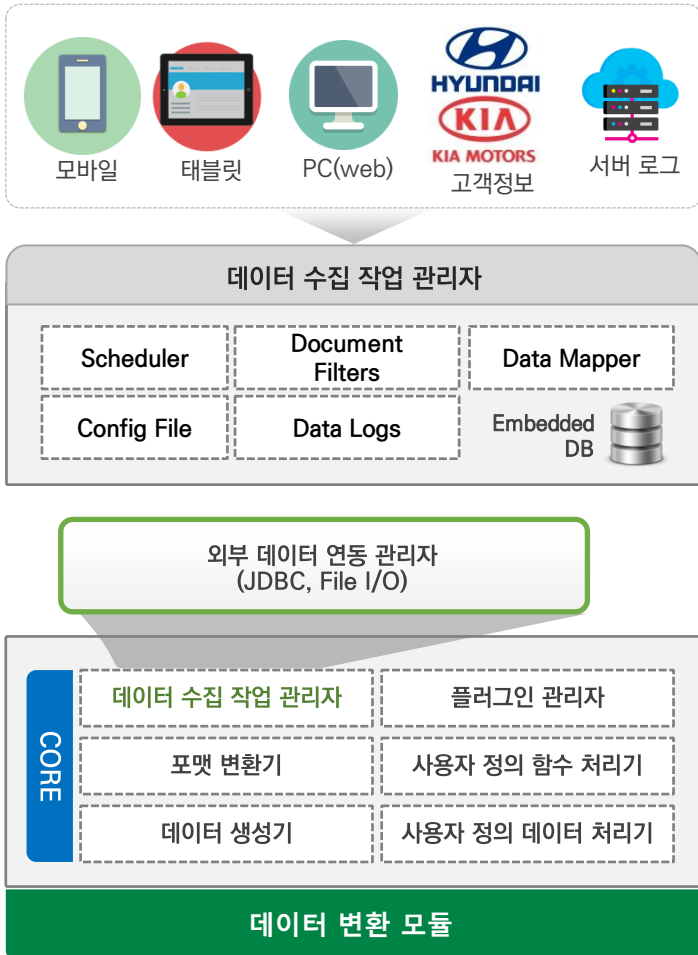 모바일
태블릿
PC(web)
HYUNDAI
KIA
KIA MOTORS
고객정보
서버 로그
데이터 수집 작업 관리자
Scheduler
Document
Filters
Data Mapper
Config File
Data Logs
Embedded
DB
외부 데이터 연동 관리자
(JDBC, File I/O)
CORE
데이터 수집 작업 관리자
플러그인 관리자
포맷 변환기
사용자 정의 함수 처리기
데이터 생성기
사용자 정의 데이터 처리기
데이터 변환 모듈